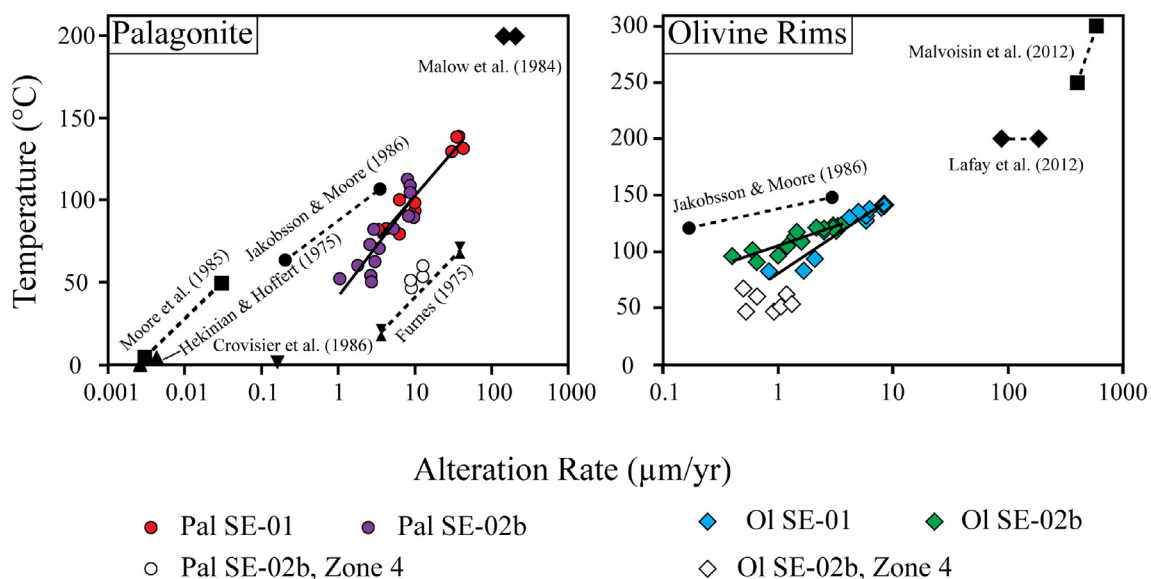 Palagonite
Olivine Rims
Temperature (°C)
200
150
100
50
0
Malow et al. (1984)
Jakobsson & Moore (1986)
Moore et al. (1985)
Hekinian & Hoffert (1975)
Crovisier et al. (1986)
Furnes (1975)
0.001
0.01
0.1
1
10
100
1000
300
250
200
150
100
50
0
Malvoisin et al. (2012)
Lafay et al. (2012)
Jakobsson & Moore (1986)
0.1
1
10
100
1000
Alteration Rate (µm/yr)
Pal SE-01
Pal SE-02b
Pal SE-02b, Zone 4
Ol SE-01
Ol SE-02b
Ol SE-02b, Zone 4